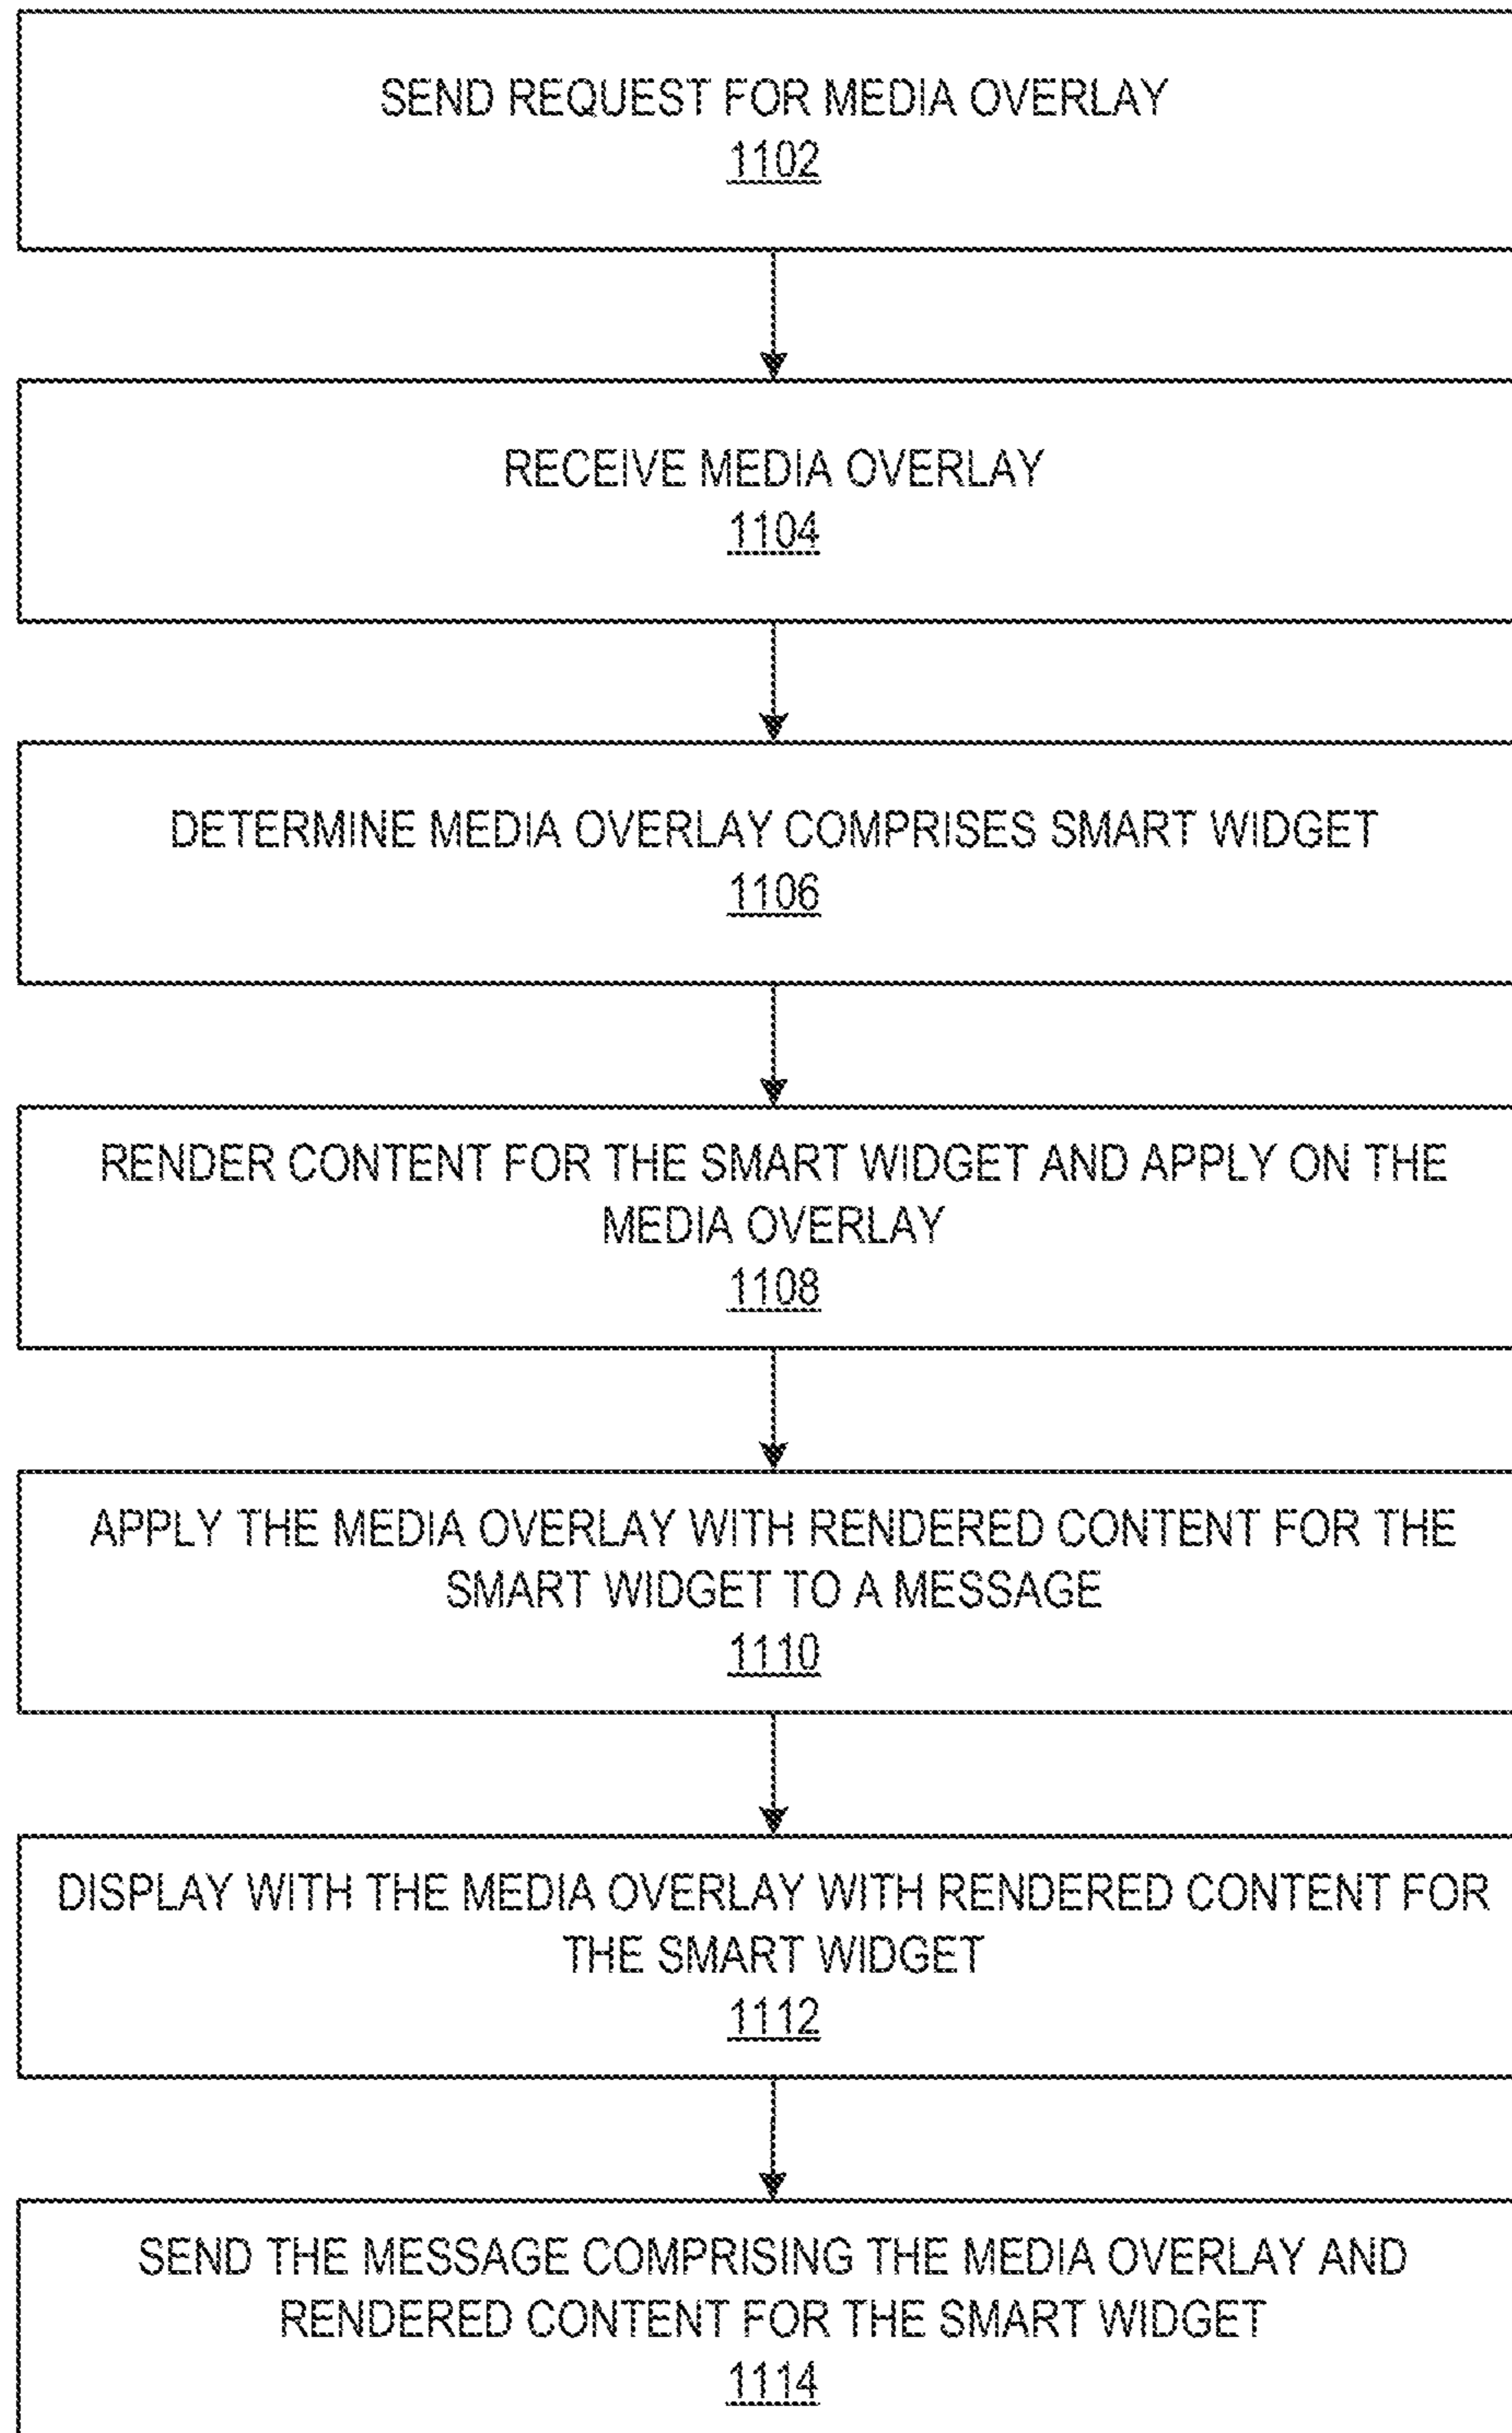 SEND REQUEST FOR MEDIA OVERLAY
1102
RECEIVE MEDIA OVERLAY
1104
DETERMINE MEDIA OVERLAY COMPRISES SMART WIDGET
1106
RENDER CONTENT FOR THE SMART WIDGET AND APPLY ON THE
MEDIA OVERLAY
1108
APPLY THE MEDIA OVERLAY WITH RENDERED CONTENT FOR THE
SMART WIDGET TO A MESSAGE
1110
DISPLAY WITH THE MEDIA OVERLAY WITH RENDERED CONTENT FOR
THE SMART WIDGET
1112
SEND THE MESSAGE COMPRISING THE MEDIA OVERLAY AND
RENDERED CONTENT FOR THE SMART WIDGET
1114